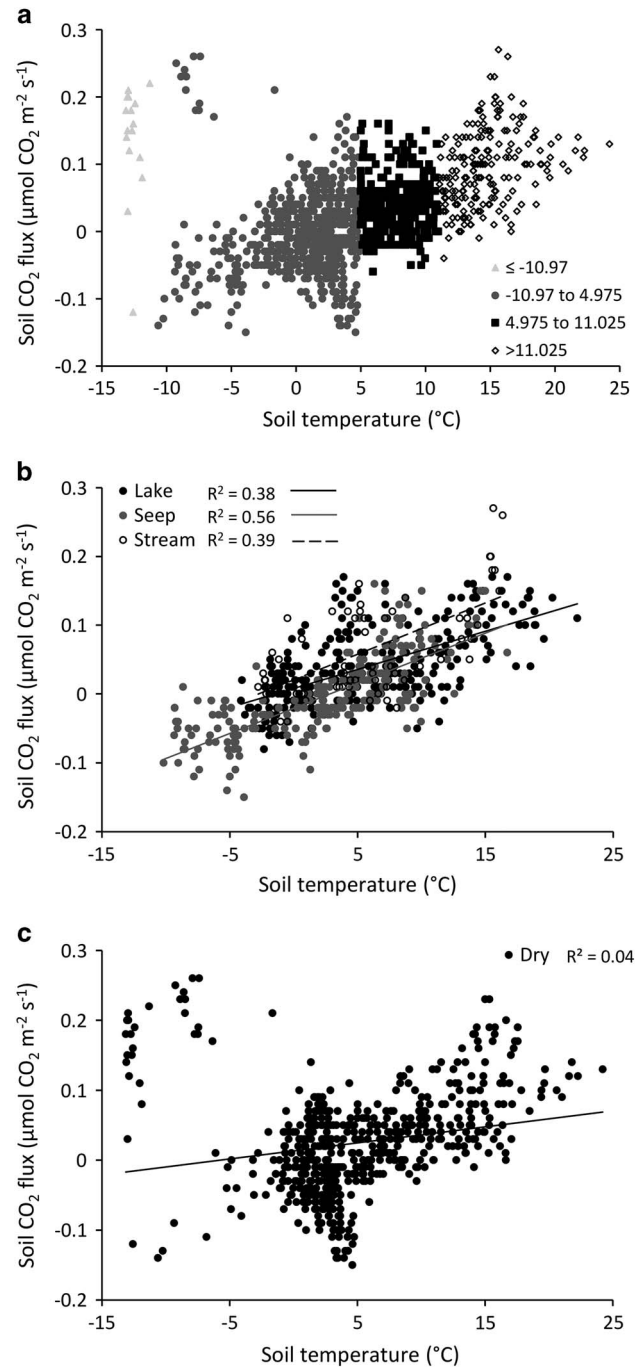 a
0.3
0.2
0.1
0
-0.1
-0.2
Soil CO2 flux (µmol CO2 m-2 s-1)
≤ -10.97
-10.97 to 4.975
4.975 to 11.025
>11.025
-15 -10 -5 0 5 10 15 20 25
Soil temperature (°C)
b
Lake R2 = 0.38
Seep R2 = 0.56
Stream R2 = 0.39
0.3
0.2
0.1
0
-0.1
-0.2
Soil CO2 flux (µmol CO2 m-2 s-1)
-15 -5 5 15 25
Soil temperature (°C)
c
Dry R2 = 0.04
0.3
0.2
0.1
0
-0.1
-0.2
Soil CO2 flux (µmol CO2 m-2 s-1)
-15 -5 5 15 25
Soil temperature (°C)